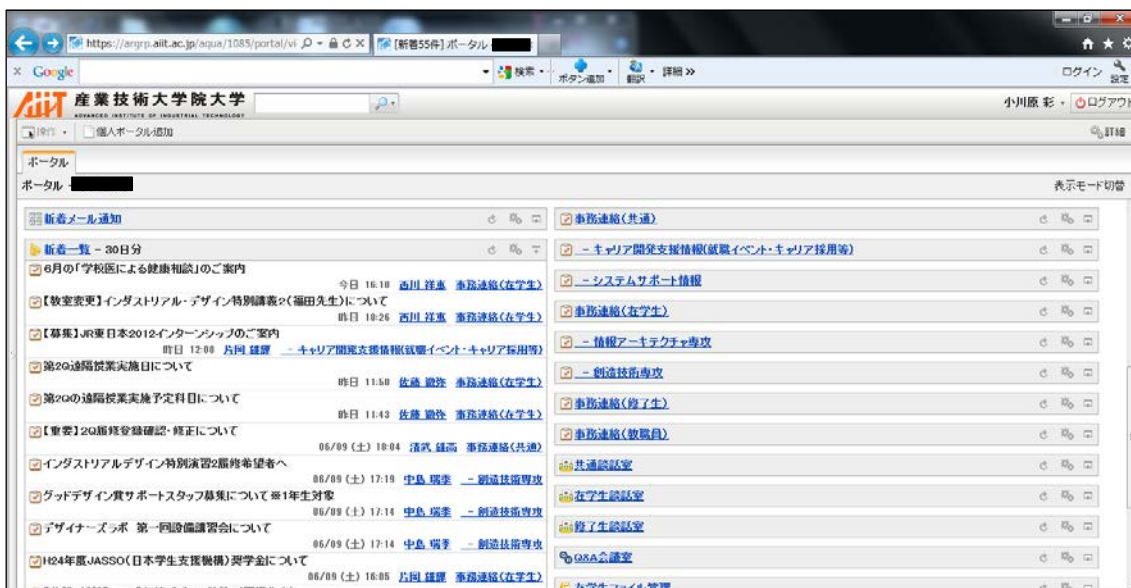 https://argrp.aiit.ac.jp/aqua/1085/portal/vi
[新着55件] ポータル
× Google 検索 ボタン追加 翻訳 詳細 » ログイン 設定
AIIT 産業技術大学院大学
ADVANCED INSTITUTE OF INDUSTRIAL TECHNOLOGY
小川原 彩 ログアウト
操作 個人ポータル追加 詳細
ポータル
ポータル - 表示モード切替
新着メール通知
新着一覧 - 30日分
6月の「学校医による健康相談」のご案内
今日 16:10 西川 祥恵 事務連絡(在学生)
【教室変更】インダストリアル・デザイン特別講義2(福田先生)について
昨日 18:26 西川 祥恵 事務連絡(在学生)
【募集】JR東日本2012インターンシップのご案内
昨日 12:00 片岡 - キャリア開発支援情報(就職イベント・キャリア採用等)
第2Q遠隔授業実施日について
昨日 11:50 佐藤 事務連絡(在学生)
第2Qの遠隔授業実施予定科目について
昨日 11:43 佐藤 事務連絡(在学生)
【重要】2Q履修登録確認・修正について
06/09 (土) 18:04 清武 事務連絡(共通)
インダストリアルデザイン特別演習2履修希望者へ
06/09 (土) 17:19 中島 瑞季 - 創造技術専攻
グッドデザイン賞サポートスタッフ募集について ※1年生対象
06/09 (土) 17:14 中島 瑞季 - 創造技術専攻
デザイナーズラボ 第一回設備講習会について
06/09 (土) 17:14 中島 瑞季 - 創造技術専攻
H24年度JASSO(日本学生支援機構)奨学金について
06/09 (土) 16:05 片岡 事務連絡(在学生)
事務連絡(共通)
- キャリア開発支援情報(就職イベント・キャリア採用等)
- システムサポート情報
事務連絡(在学生)
- 情報アーキテクチャ専攻
- 創造技術専攻
事務連絡(修了生)
事務連絡(教職員)
共通談話室
在学生談話室
修了生談話室
Q&A会議室
在学生ファイル管理